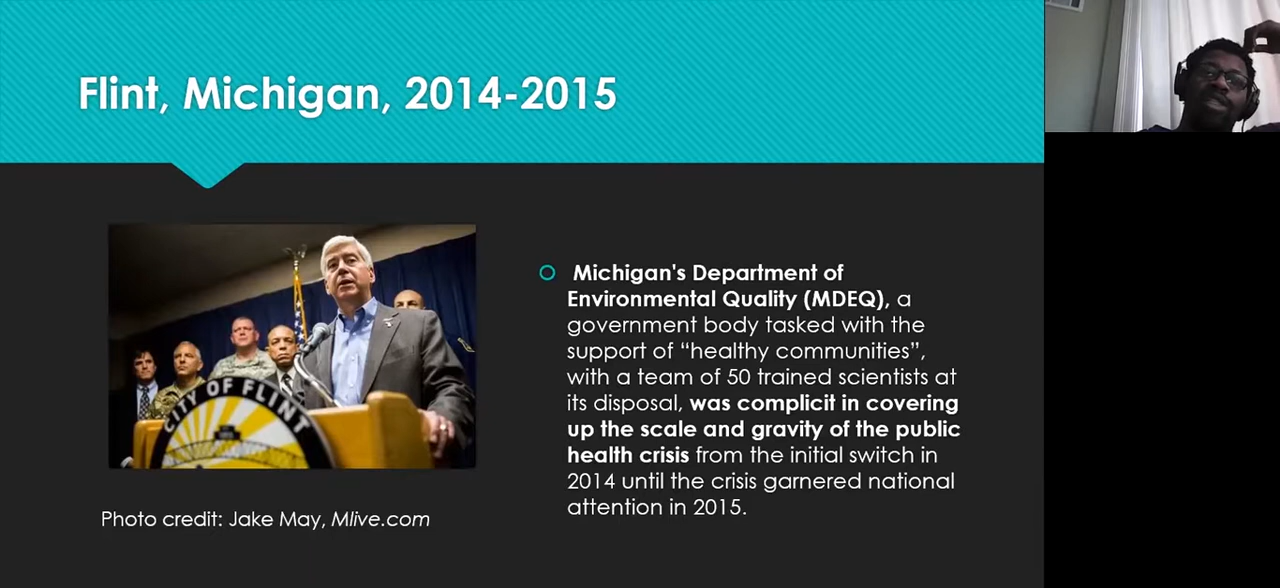 Flint, Michigan, 2014-2015
CITY OF FLINT
Michigan's Department of
Environmental Quality (MDEQ), a
government body tasked with the
support of “healthy communities”,
with a team of 50 trained scientists at
its disposal, was complicit in covering
up the scale and gravity of the public
health crisis from the initial switch in
2014 until the crisis garnered national
attention in 2015.
Photo credit: Jake May, Mlive.com